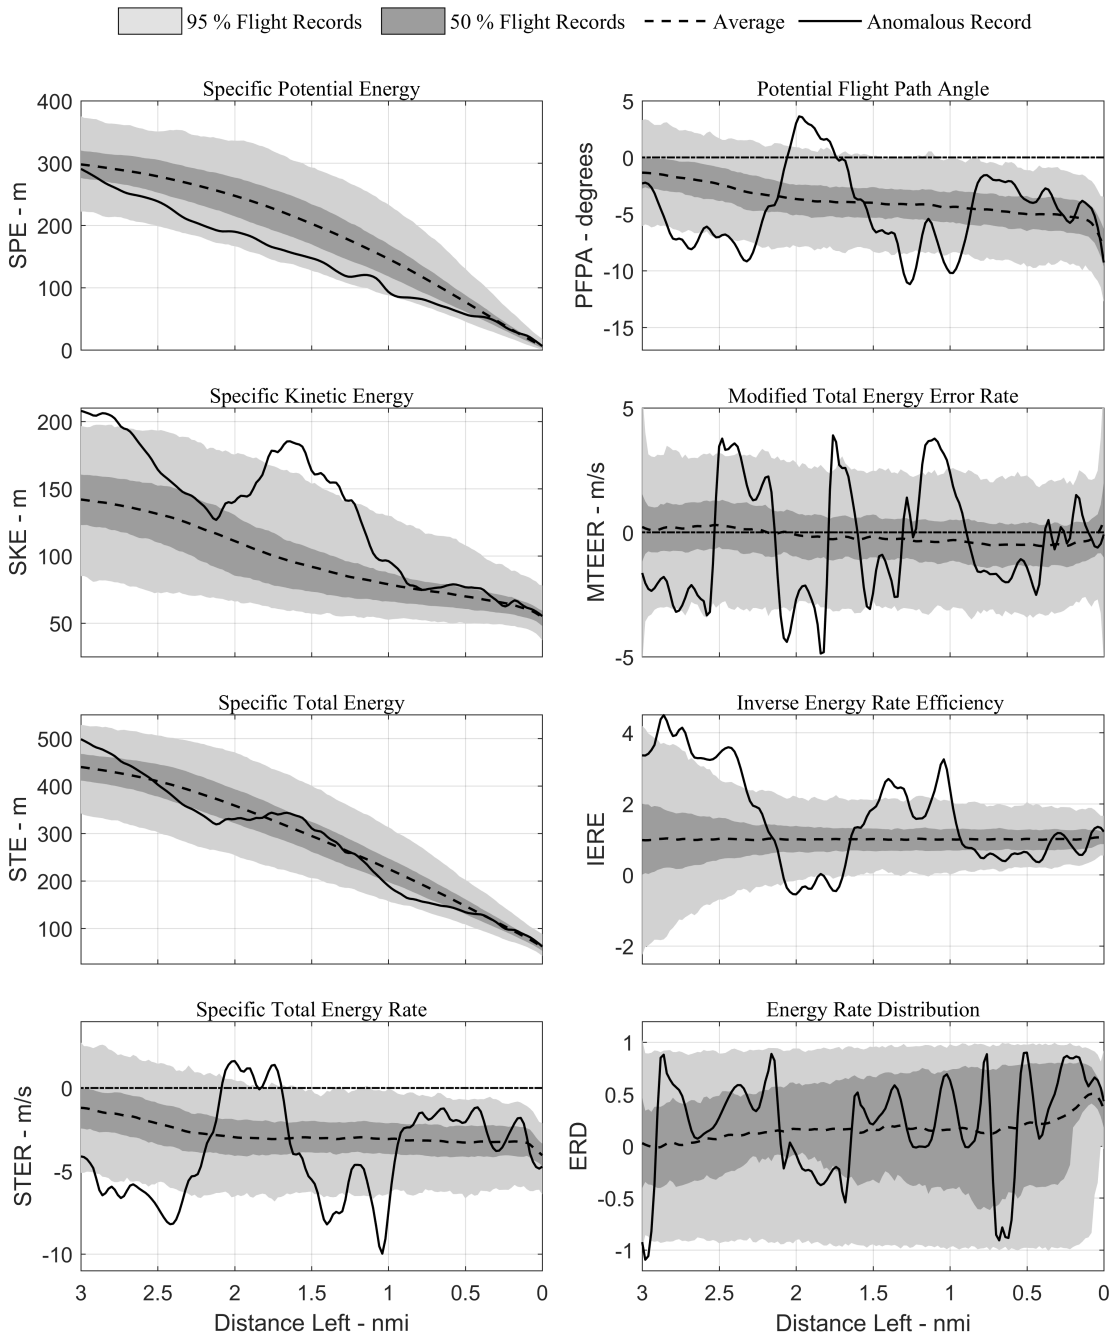 95 % Flight Records 50 % Flight Records Average Anomalous Record
Specific Potential Energy
400
300
200
100
0
SPE - m
Potential Flight Path Angle
5
0
-5
-10
-15
PFPA - degrees
Specific Kinetic Energy
200
150
100
50
SKE - m
Modified Total Energy Error Rate
5
0
-5
MTEER - m/s
Specific Total Energy
500
400
300
200
100
STE - m
Inverse Energy Rate Efficiency
4
2
0
-2
IERE
Specific Total Energy Rate
0
-5
-10
STER - m/s
3 2.5 2 1.5 1 0.5 0
Distance Left - nmi
Energy Rate Distribution
1
0.5
0
-0.5
-1
ERD
3 2.5 2 1.5 1 0.5 0
Distance Left - nmi